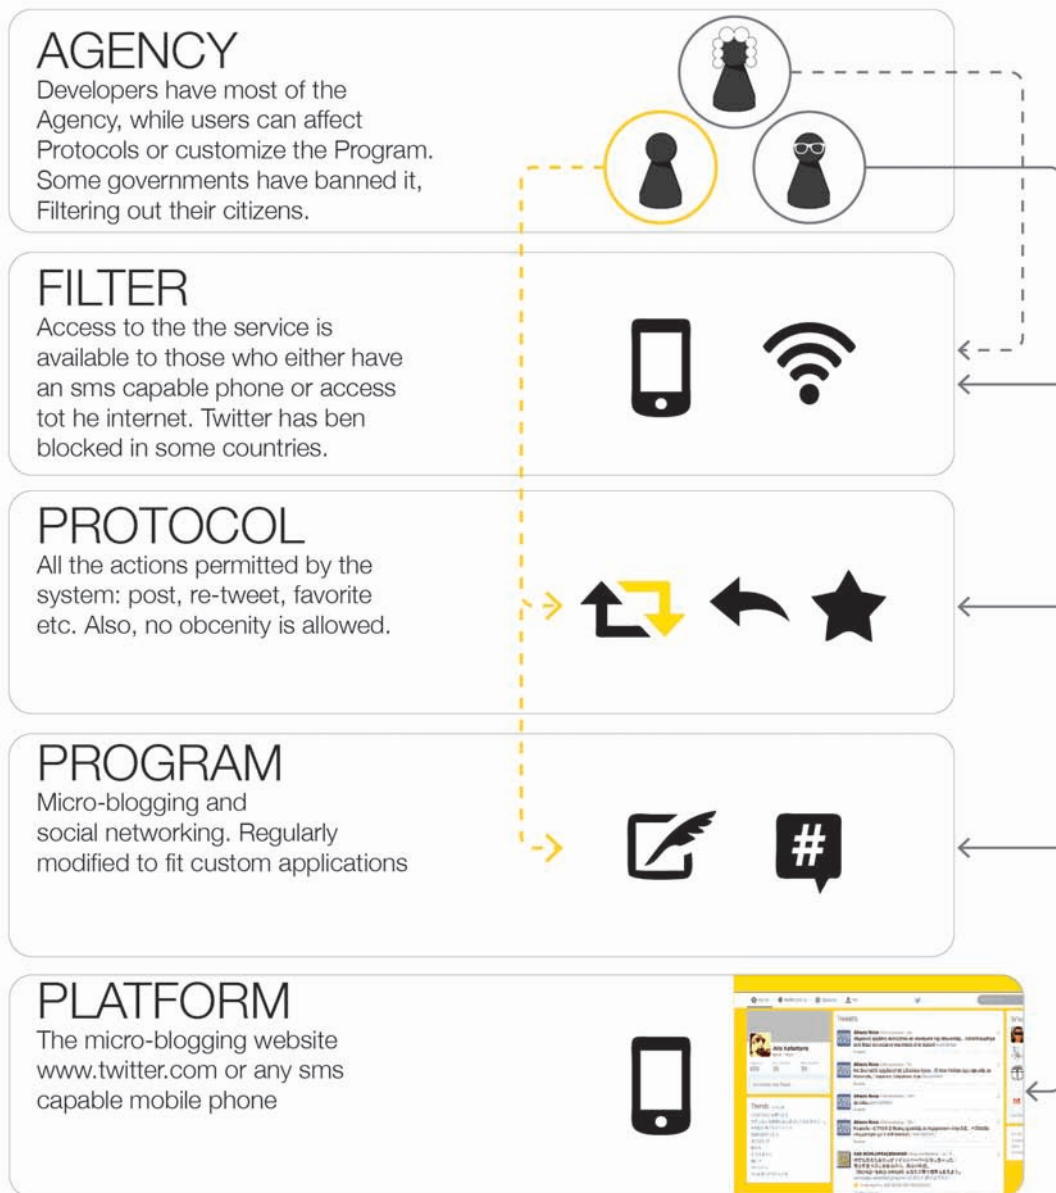 AGENCY
Developers have most of the
Agency, while users can affect
Protocols or customize the Program.
Some governments have banned it,
Filtering out their citizens.
FILTER
Access to the the service is
available to those who either have
an sms capable phone or access
tot he internet. Twitter has ben
blocked in some countries.
PROTOCOL
All the actions permitted by the
system: post, re-tweet, favorite
etc. Also, no obcenity is allowed.
PROGRAM
Micro-blogging and
social networking. Regularly
modified to fit custom applications
#
PLATFORM
The micro-blogging website
www.twitter.com or any sms
capable mobile phone
Tweets
Trends